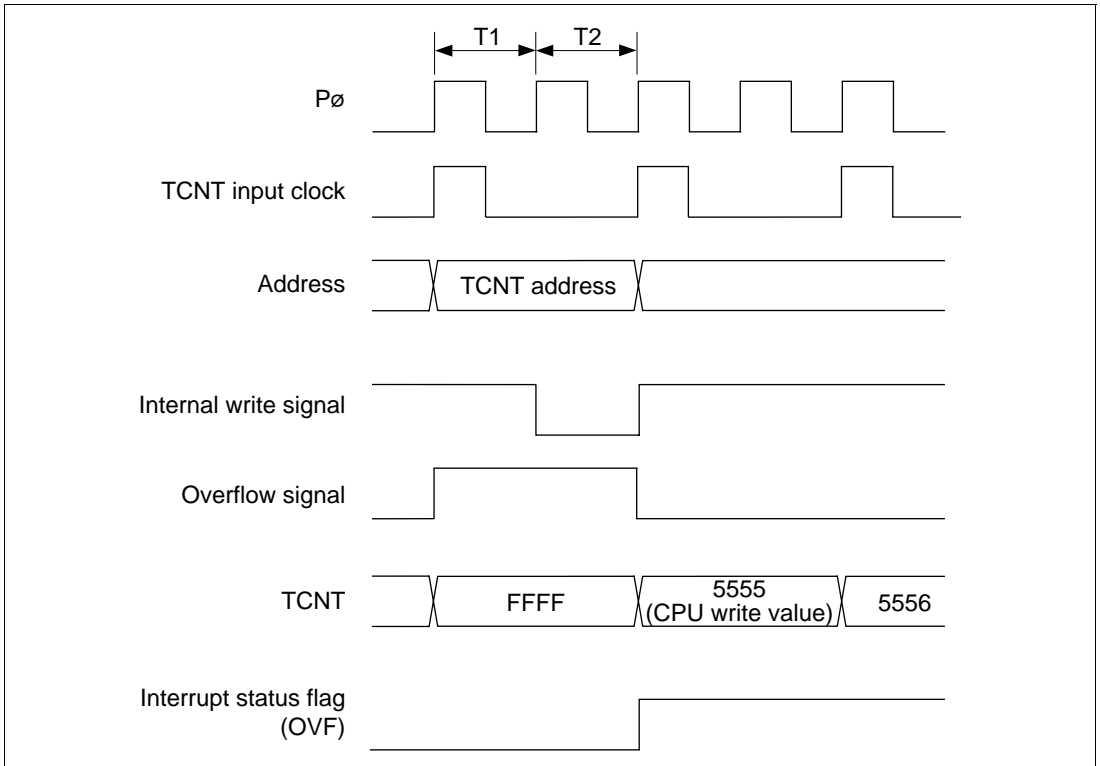 T1 T2
Pø
TCNT input clock
Address
TCNT address
Internal write signal
Overflow signal
TCNT
FFFF
5555
(CPU write value)
5556
Interrupt status flag
(OVF)